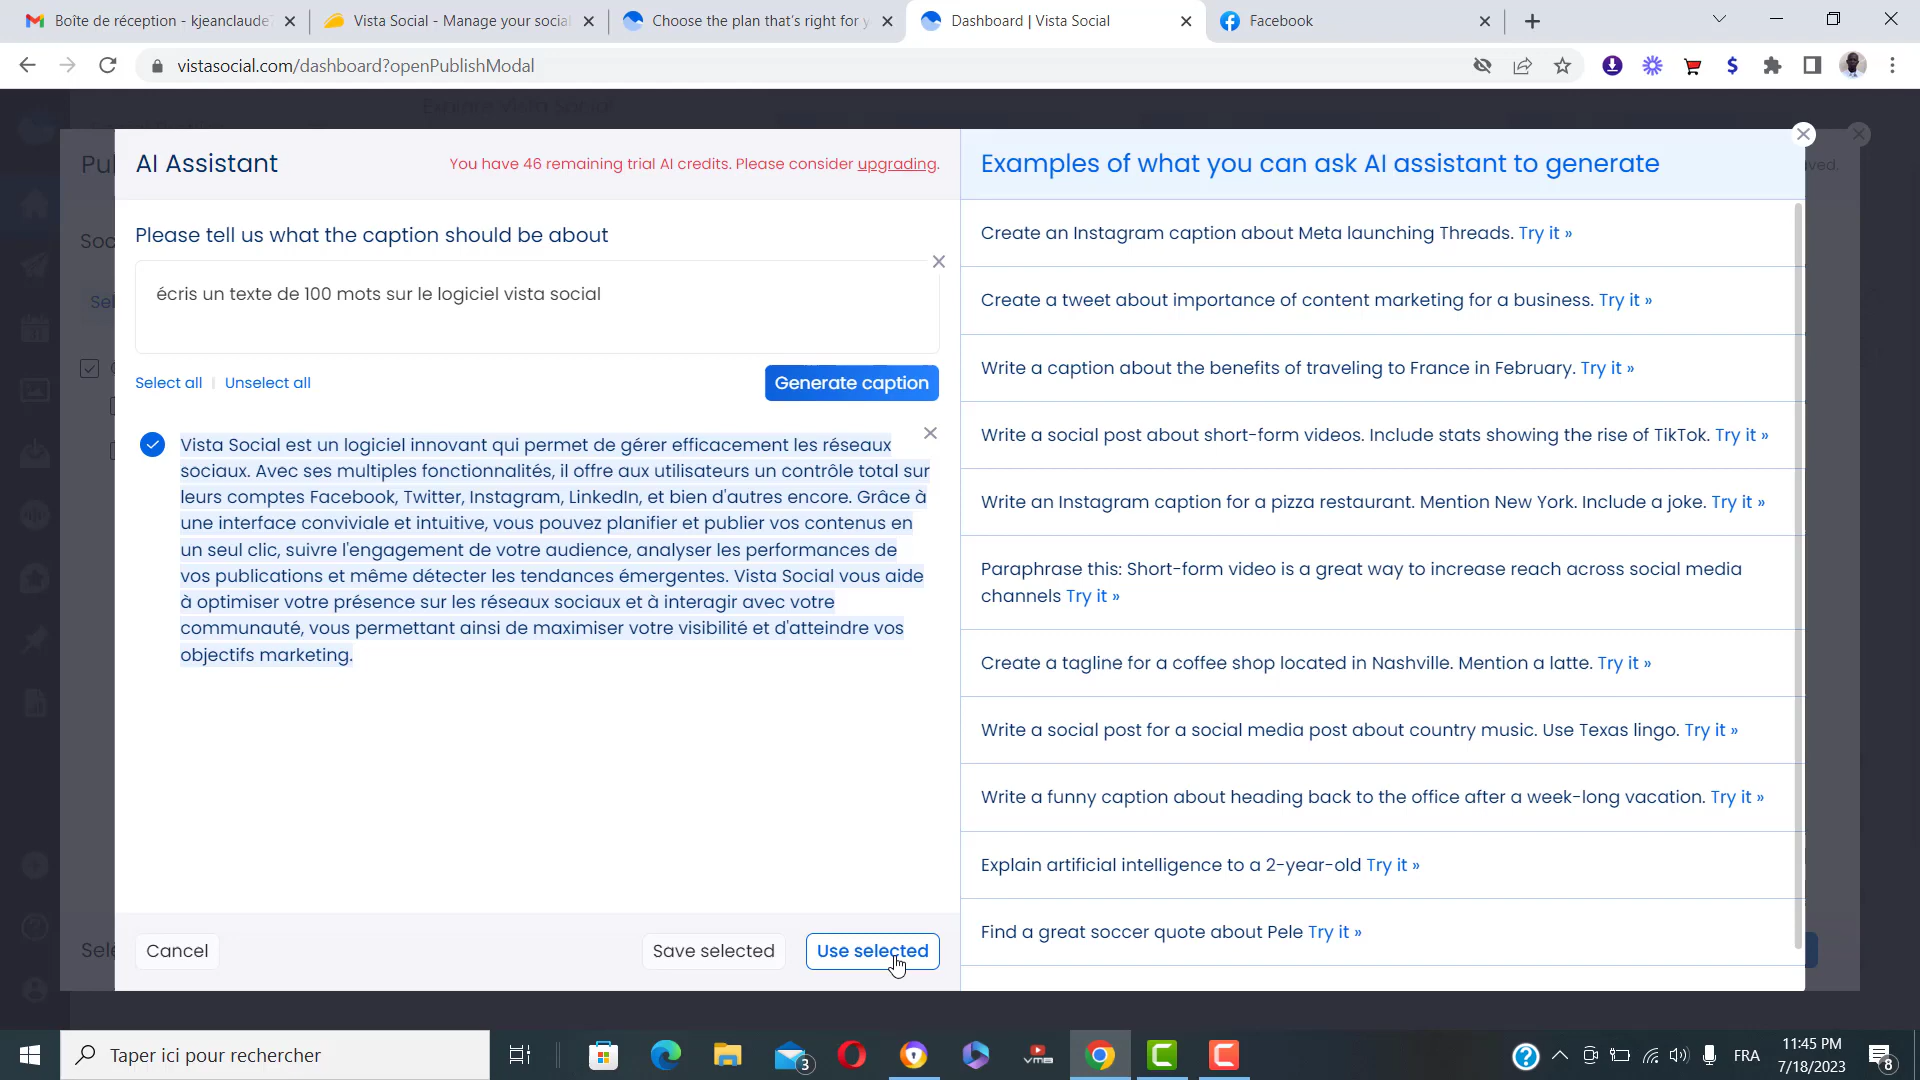 Boîte de réception - kjeanclaude
Vista Social - Manage your social
Choose the plan that's right for y
Dashboard | Vista Social
Facebook
vistasocial.com/dashboard?openPublishModal
Explore Vista Social
AI Assistant
You have 46 remaining trial AI credits. Please consider upgrading.
Examples of what you can ask AI assistant to generate
Please tell us what the caption should be about
écris un texte de 100 mots sur le logiciel vista social
Select all | Unselect all
Generate caption
Vista Social est un logiciel innovant qui permet de gérer efficacement les réseaux
sociaux. Avec ses multiples fonctionnalités, il offre aux utilisateurs un contrôle total sur
leurs comptes Facebook, Twitter, Instagram, LinkedIn, et bien d'autres encore. Grâce à
une interface conviviale et intuitive, vous pouvez planifier et publier vos contenus en
un seul clic, suivre l'engagement de votre audience, analyser les performances de
vos publications et même détecter les tendances émergentes. Vista Social vous aide
à optimiser votre présence sur les réseaux sociaux et à interagir avec votre
communauté, vous permettant ainsi de maximiser votre visibilité et d'atteindre vos
objectifs marketing.
Cancel
Save selected
Use selected
Create an Instagram caption about Meta launching Threads. Try it »
Create a tweet about importance of content marketing for a business. Try it »
Write a caption about the benefits of traveling to France in February. Try it »
Write a social post about short-form videos. Include stats showing the rise of TikTok. Try it »
Write an Instagram caption for a pizza restaurant. Mention New York. Include a joke. Try it »
Paraphrase this: Short-form video is a great way to increase reach across social media
channels Try it »
Create a tagline for a coffee shop located in Nashville. Mention a latte. Try it »
Write a social post for a social media post about country music. Use Texas lingo. Try it »
Write a funny caption about heading back to the office after a week-long vacation. Try it »
Explain artificial intelligence to a 2-year-old Try it »
Find a great soccer quote about Pele Try it »
Taper ici pour rechercher
3
FRA
11:45 PM
7/18/2023
8